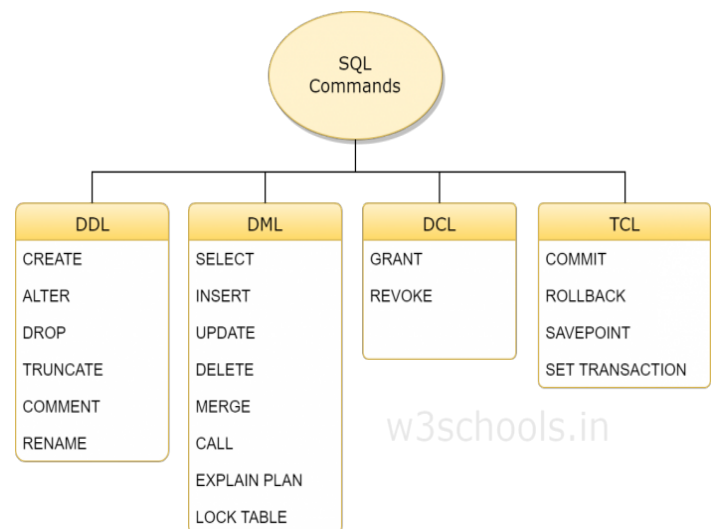 SQL
Commands
DDL
CREATE
ALTER
DROP
TRUNCATE
COMMENT
RENAME
DML
SELECT
INSERT
UPDATE
DELETE
MERGE
CALL
EXPLAIN PLAN
LOCK TABLE
DCL
GRANT
REVOKE
TCL
COMMIT
ROLLBACK
SAVEPOINT
SET TRANSACTION
w3schools.in